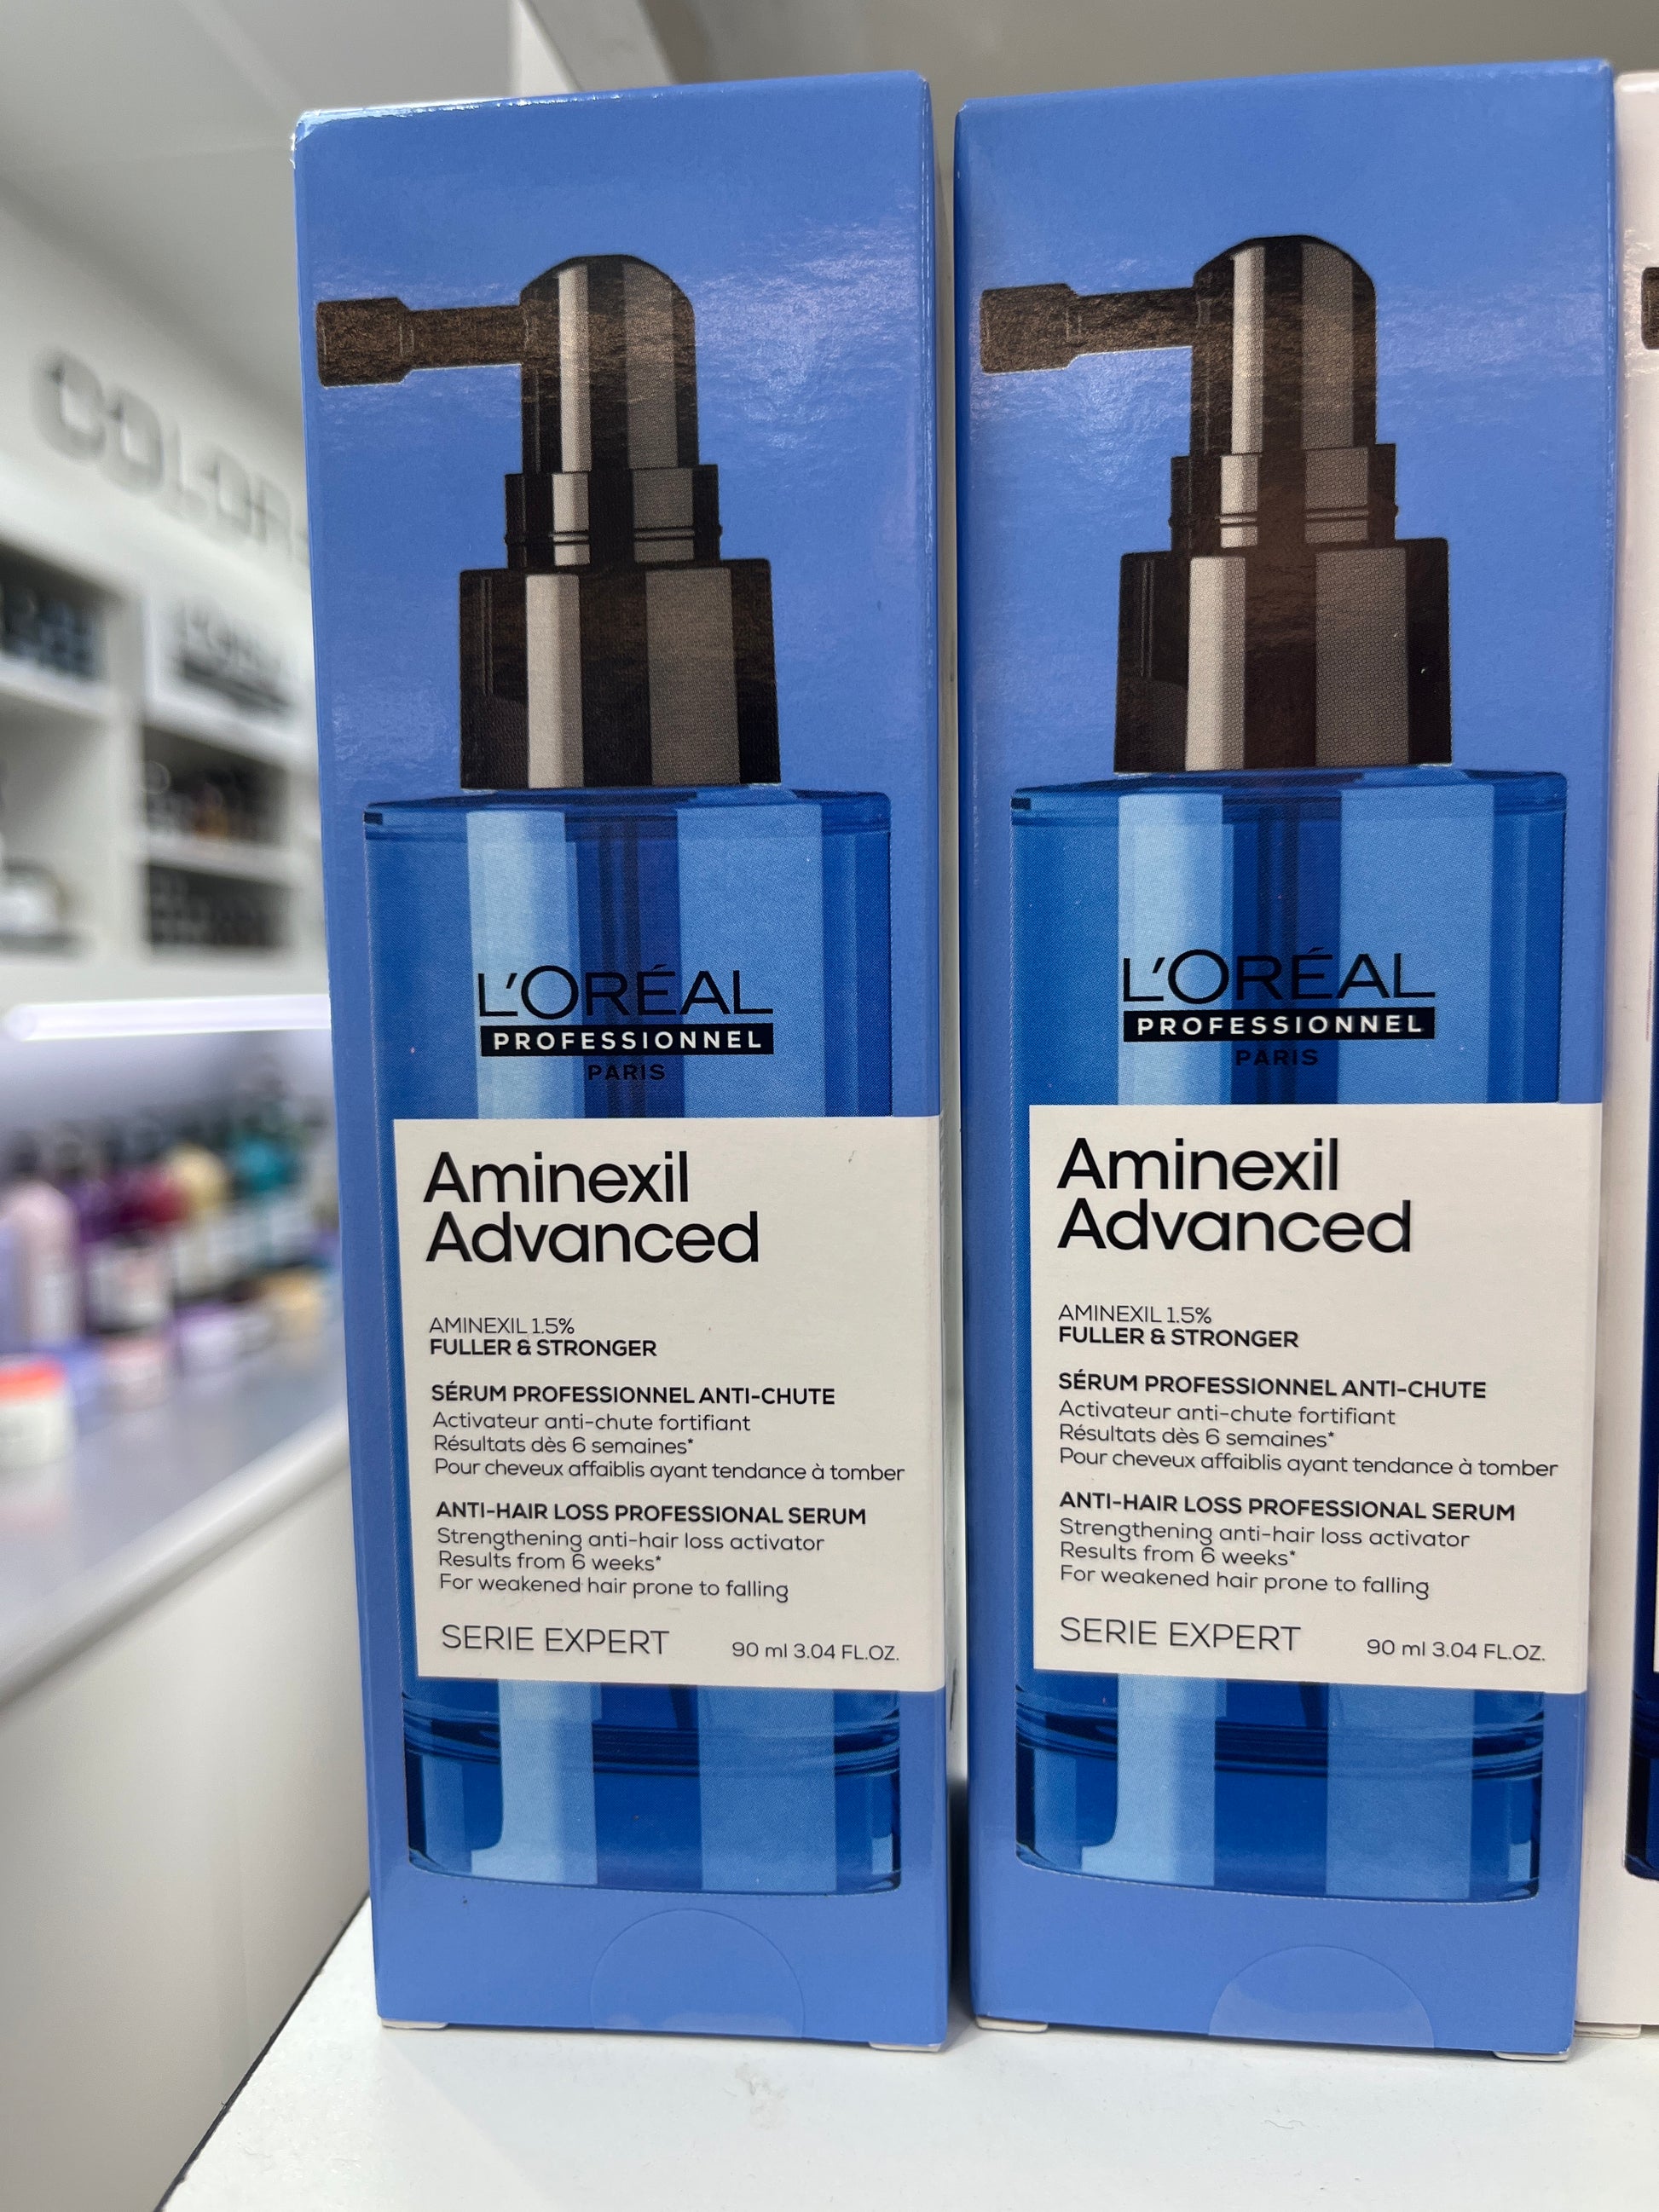 COLOR
L'ORÉAL
L'ORÉAL
PROFESSIONNEL
PARIS
Aminexil
Advanced
AMINEXIL 1.5%
FULLER & STRONGER
SÉRUM PROFESSIONNEL ANTI-CHUTE
Activateur anti-chute fortifiant
Résultats dès 6 semaines*
Pour cheveux affaiblis ayant tendance à tomber
ANTI-HAIR LOSS PROFESSIONAL SERUM
Strengthening anti-hair loss activator
Results from 6 weeks*
For weakened hair prone to falling
SERIE EXPERT
90 ml 3.04 FL.OZ.
L'ORÉAL
PROFESSIONNEL
PARIS
Aminexil
Advanced
AMINEXIL 1.5%
FULLER & STRONGER
SÉRUM PROFESSIONNEL ANTI-CHUTE
Activateur anti-chute fortifiant
Résultats dès 6 semaines*
Pour cheveux affaiblis ayant tendance à tomber
ANTI-HAIR LOSS PROFESSIONAL SERUM
Strengthening anti-hair loss activator
Results from 6 weeks*
For weakened hair prone to falling
SERIE EXPERT
90 ml 3.04 FL.OZ.